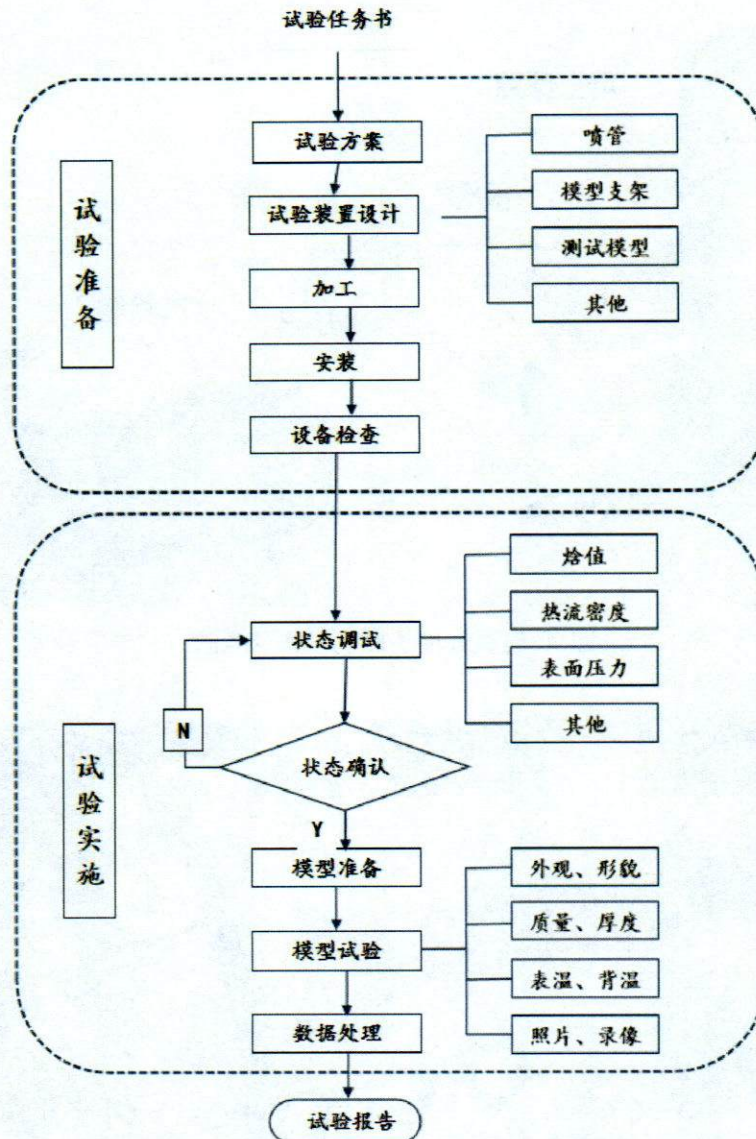 试验任务书
试验准备
试验方案
试验装置设计
加工
安装
设备检查
喷管
模型支架
测试模型
其他
试验实施
状态调试
焓值
热流密度
表面压力
其他
N
状态确认
Y
模型准备
模型试验
外观、形貌
质量、厚度
表温、背温
照片、录像
数据处理
试验报告